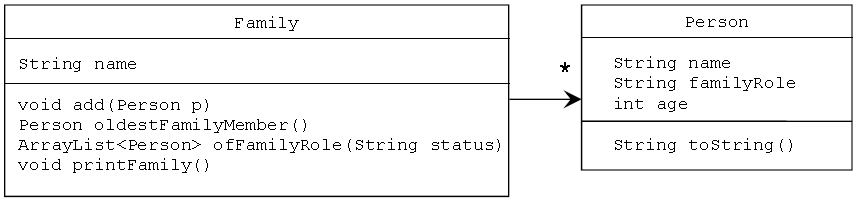 Family
String name
void add(Person p)
Person oldestFamilyMember()
ArrayList<Person> ofFamilyRole(String status)
void printFamily()
*
Person
String name
String familyRole
int age
String toString()